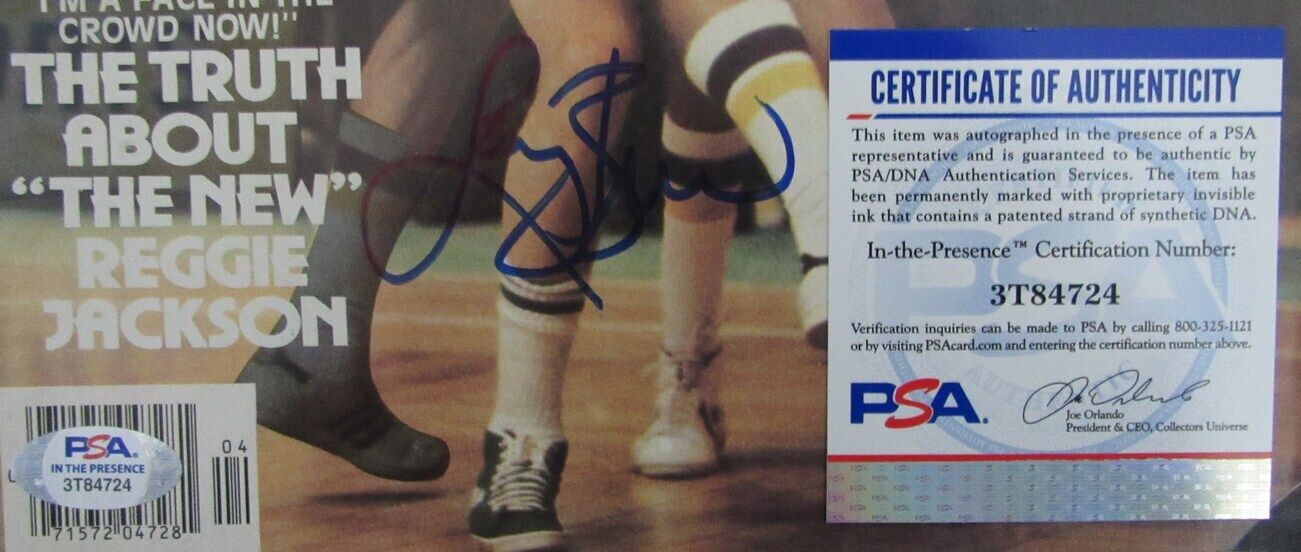 "I'M A FACE IN THE
CROWD NOW!"
THE TRUTH
ABOUT
"THE NEW"
REGGIE
JACKSON
PSA
IN THE PRESENCE
3T84724
04
71572 04728
CERTIFICATE OF AUTHENTICITY
This item was autographed in the presence of a PSA
representative and is guaranteed to be authentic by
PSA/DNA Authentication Services. The item has
been permanently marked with proprietary invisible
ink that contains a patented strand of synthetic DNA.
In-the-Presence™ Certification Number:
3T84724
Verification inquiries can be made to PSA by calling 800-325-1121
or by visiting PSAcard.com and entering the certification number above.
PSA.
Joe Orlando
President & CEO, Collectors Universe